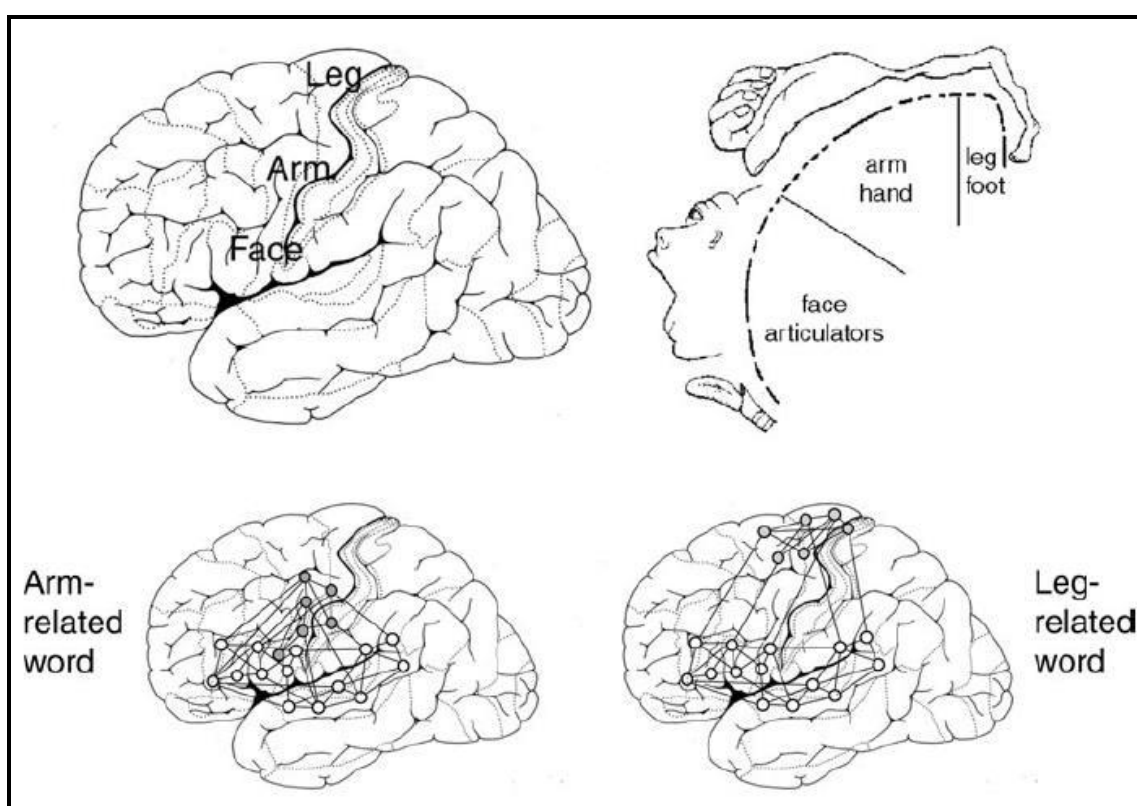 Leg
Arm
Face
arm
hand
leg
foot
face
articulators
Arm-
related
word
Leg-
related
word